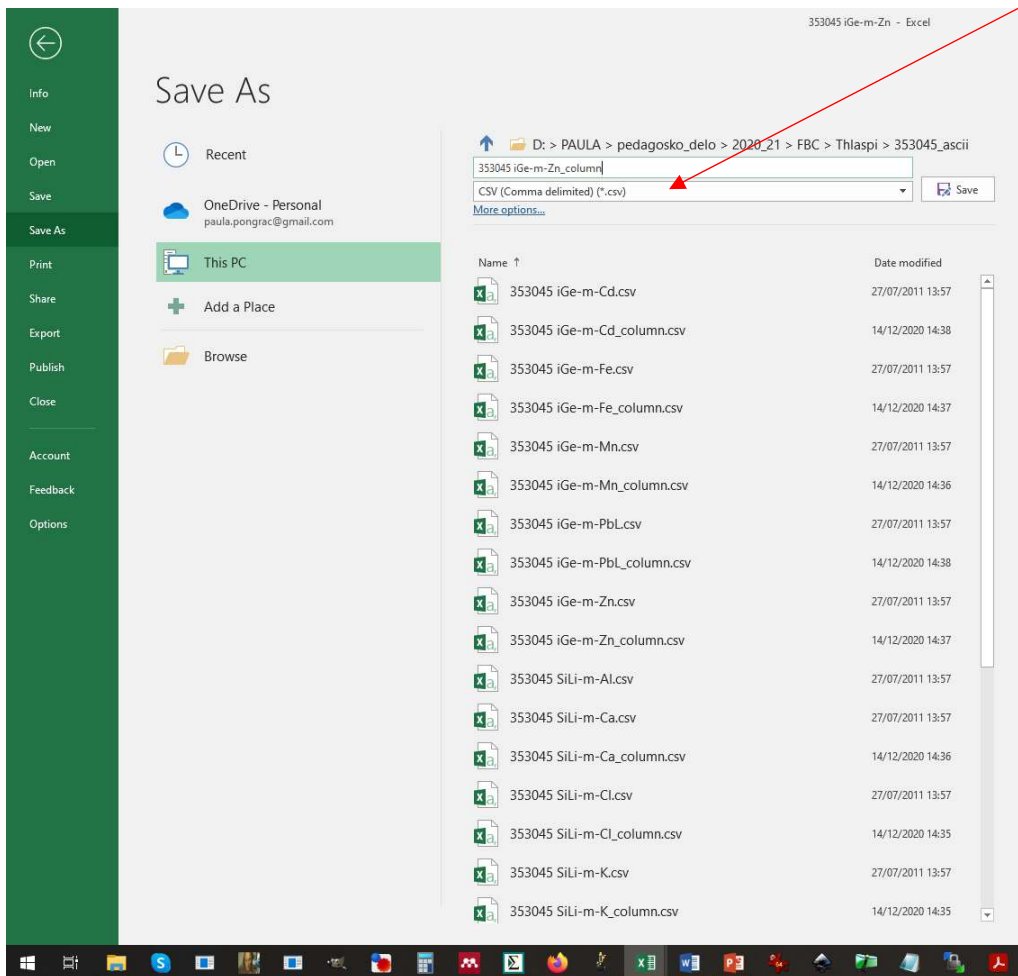 353045 iGe-m-Zn - Excel
Info
New
Open
Save
Save As
Print
Share
Export
Publish
Close
Account
Feedback
Options
Save As
Recent
OneDrive - Personal
paula.pongrac@gmail.com
This PC
Add a Place
Browse
D: > PAULA > pedagosko_delo > 2020_21 > FBC > Thlaspi > 353045_ascii
353045 iGe-m-Zn_column
CSV (Comma delimited) (*.csv)
Save
More options...
Name ↑ Date modified
353045 iGe-m-Cd.csv 27/07/2011 13:57
353045 iGe-m-Cd_column.csv 14/12/2020 14:38
353045 iGe-m-Fe.csv 27/07/2011 13:57
353045 iGe-m-Fe_column.csv 14/12/2020 14:37
353045 iGe-m-Mn.csv 27/07/2011 13:57
353045 iGe-m-Mn_column.csv 14/12/2020 14:36
353045 iGe-m-PbL.csv 27/07/2011 13:57
353045 iGe-m-PbL_column.csv 14/12/2020 14:38
353045 iGe-m-Zn.csv 27/07/2011 13:57
353045 iGe-m-Zn_column.csv 14/12/2020 14:37
353045 SiLi-m-Al.csv 27/07/2011 13:57
353045 SiLi-m-Ca.csv 27/07/2011 13:57
353045 SiLi-m-Ca_column.csv 14/12/2020 14:36
353045 SiLi-m-Cl.csv 27/07/2011 13:57
353045 SiLi-m-Cl_column.csv 14/12/2020 14:35
353045 SiLi-m-K.csv 27/07/2011 13:57
353045 SiLi-m-K_column.csv 14/12/2020 14:35